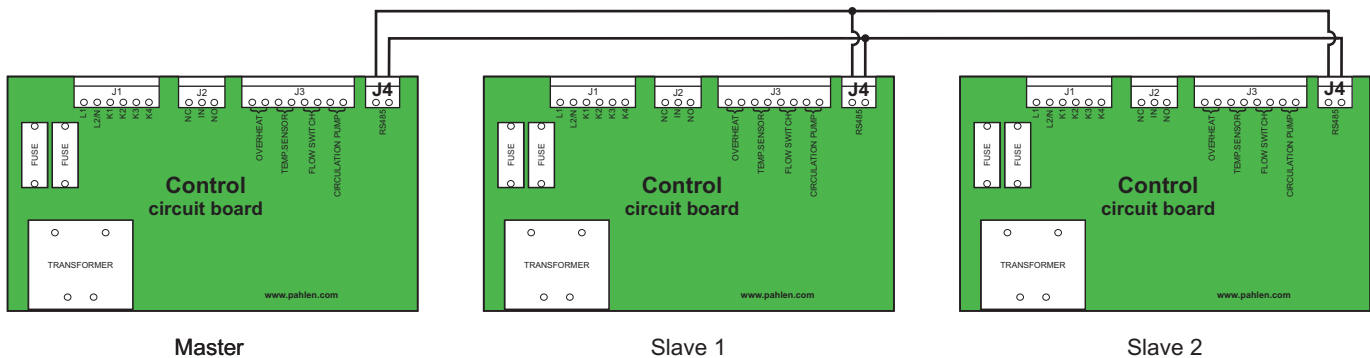 J1
J2
J3
J4
L1
L2/N
K1
K2
K3
K4
NC
IN
NO
OVERHEAT
TEMP.SENSOR
FLOW SWITCH
CIRCULATION PUMP
RS485
FUSE
FUSE
Control
circuit board
TRANSFORMER
www.pahlen.com
Master
J1
J2
J3
J4
L1
L2/N
K1
K2
K3
K4
NC
IN
NO
OVERHEAT
TEMP.SENSOR
FLOW SWITCH
CIRCULATION PUMP
RS485
FUSE
FUSE
Control
circuit board
TRANSFORMER
www.pahlen.com
Slave 1
J1
J2
J3
J4
L1
L2/N
K1
K2
K3
K4
NC
IN
NO
OVERHEAT
TEMP.SENSOR
FLOW SWITCH
CIRCULATION PUMP
RS485
FUSE
FUSE
Control
circuit board
TRANSFORMER
www.pahlen.com
Slave 2